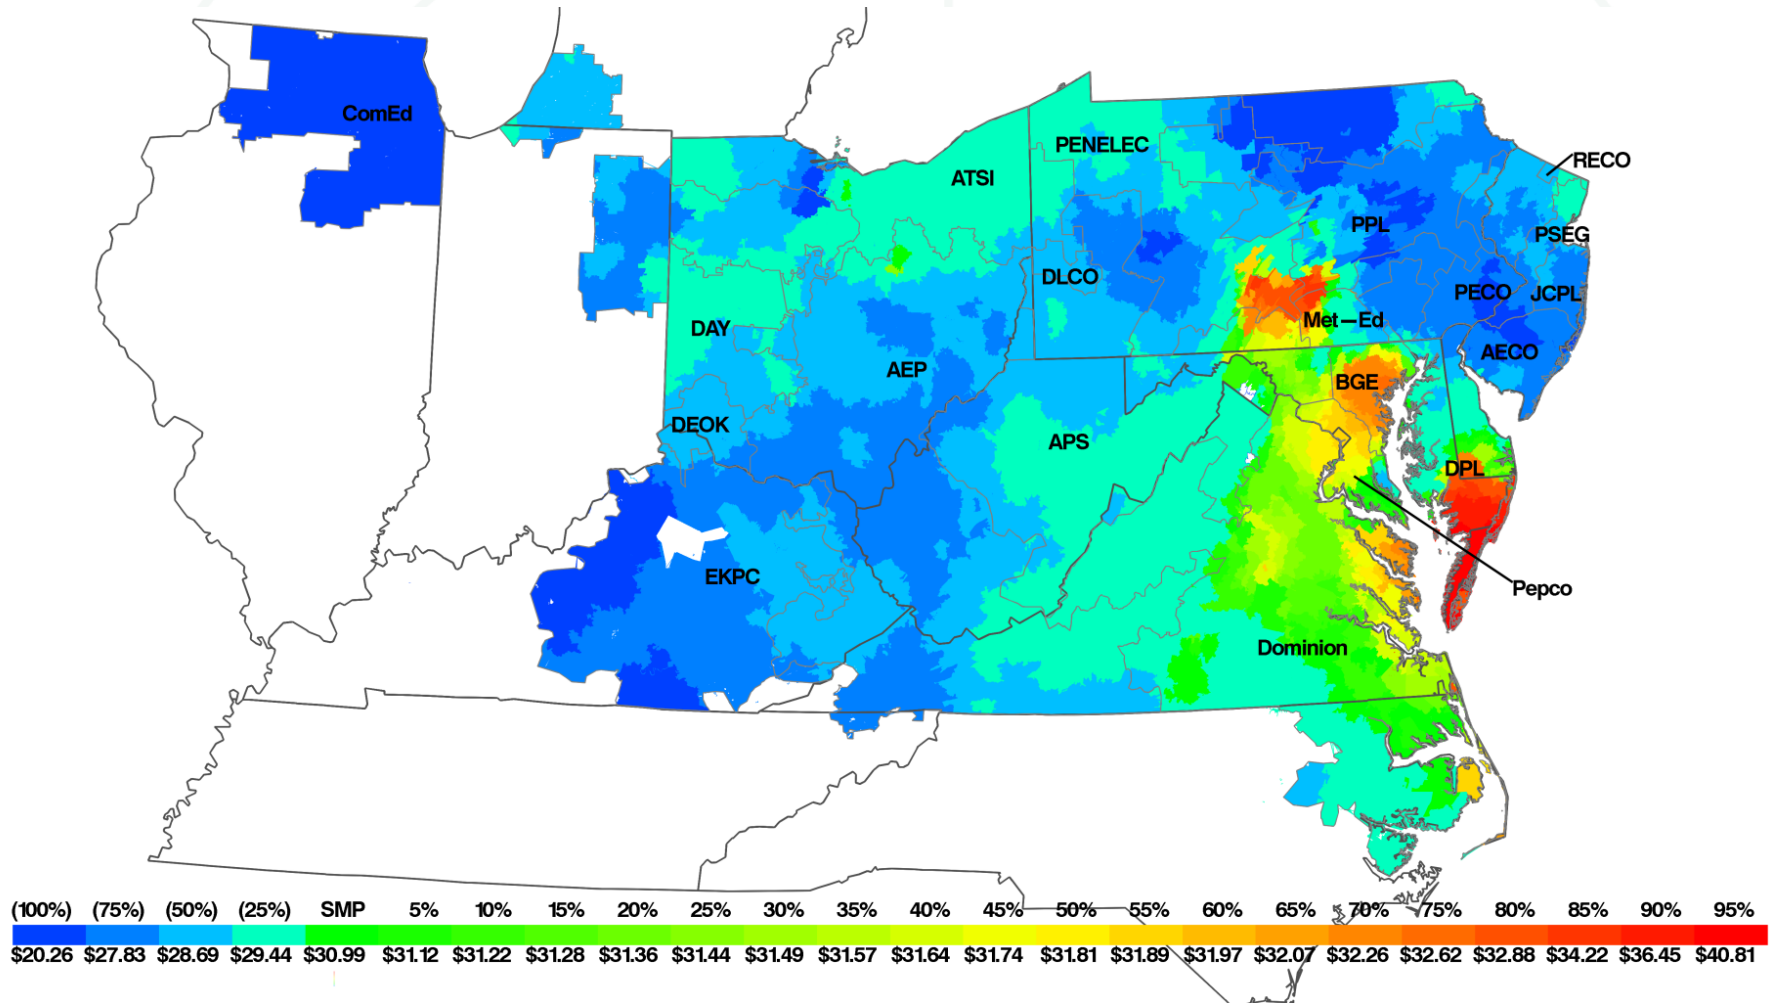 ComEd
RECO
PENELEC
ATSI
PPL
PSEG
DLCO
PECO
JCPL
Met-Ed
DAY
AECO
AEP
BGE
DEOK
APS
DPL
EKPC
Pepco
Dominion
(100%) (75%) (50%) (25%) SMP 5% 10% 15% 20% 25% 30% 35% 40% 45% 50% 55% 60% 65% 70% 75% 80% 85% 90% 95%
$20.26 $27.83 $28.69 $29.44 $30.99 $31.12 $31.22 $31.28 $31.36 $31.44 $31.49 $31.57 $31.64 $31.74 $31.81 $31.89 $31.97 $32.07 $32.26 $32.62 $32.88 $34.22 $36.45 $40.81